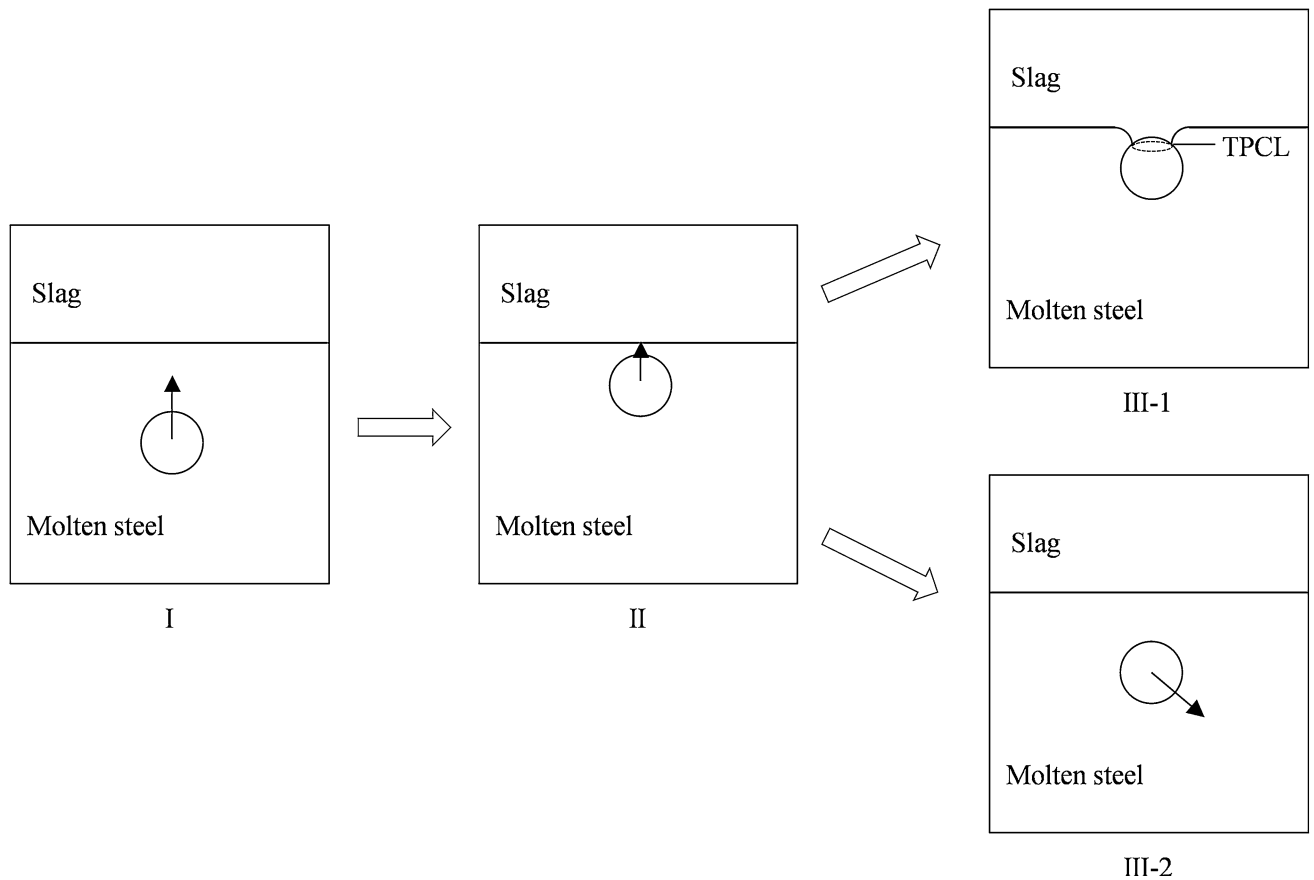 Slag
Molten steel
I
Slag
Molten steel
II
Slag
TPCL
Molten steel
III-1
Slag
Molten steel
III-2